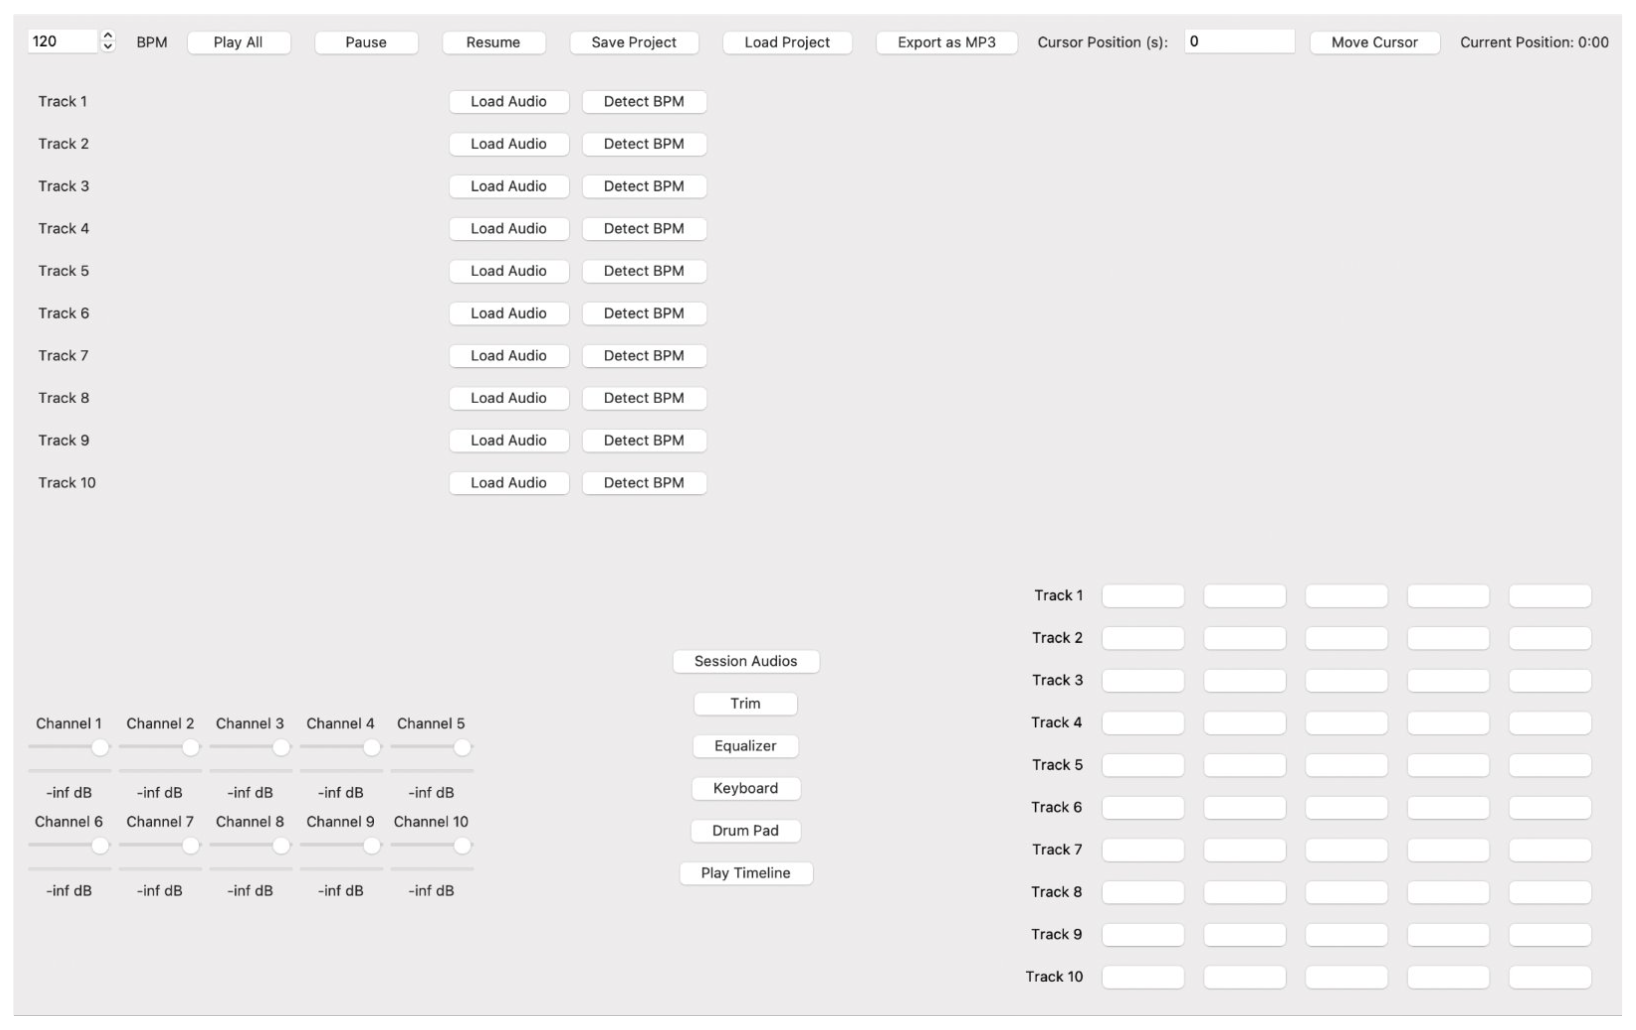 120 BPM Play All Pause Resume Save Project Load Project Export as MP3 Cursor Position (s): 0 Move Cursor Current Position: 0:00
Track 1 Load Audio Detect BPM
Track 2 Load Audio Detect BPM
Track 3 Load Audio Detect BPM
Track 4 Load Audio Detect BPM
Track 5 Load Audio Detect BPM
Track 6 Load Audio Detect BPM
Track 7 Load Audio Detect BPM
Track 8 Load Audio Detect BPM
Track 9 Load Audio Detect BPM
Track 10 Load Audio Detect BPM
Channel 1 Channel 2 Channel 3 Channel 4 Channel 5
-inf dB -inf dB -inf dB -inf dB -inf dB
Channel 6 Channel 7 Channel 8 Channel 9 Channel 10
-inf dB -inf dB -inf dB -inf dB -inf dB
Session Audios
Trim
Equalizer
Keyboard
Drum Pad
Play Timeline
Track 1
Track 2
Track 3
Track 4
Track 5
Track 6
Track 7
Track 8
Track 9
Track 10